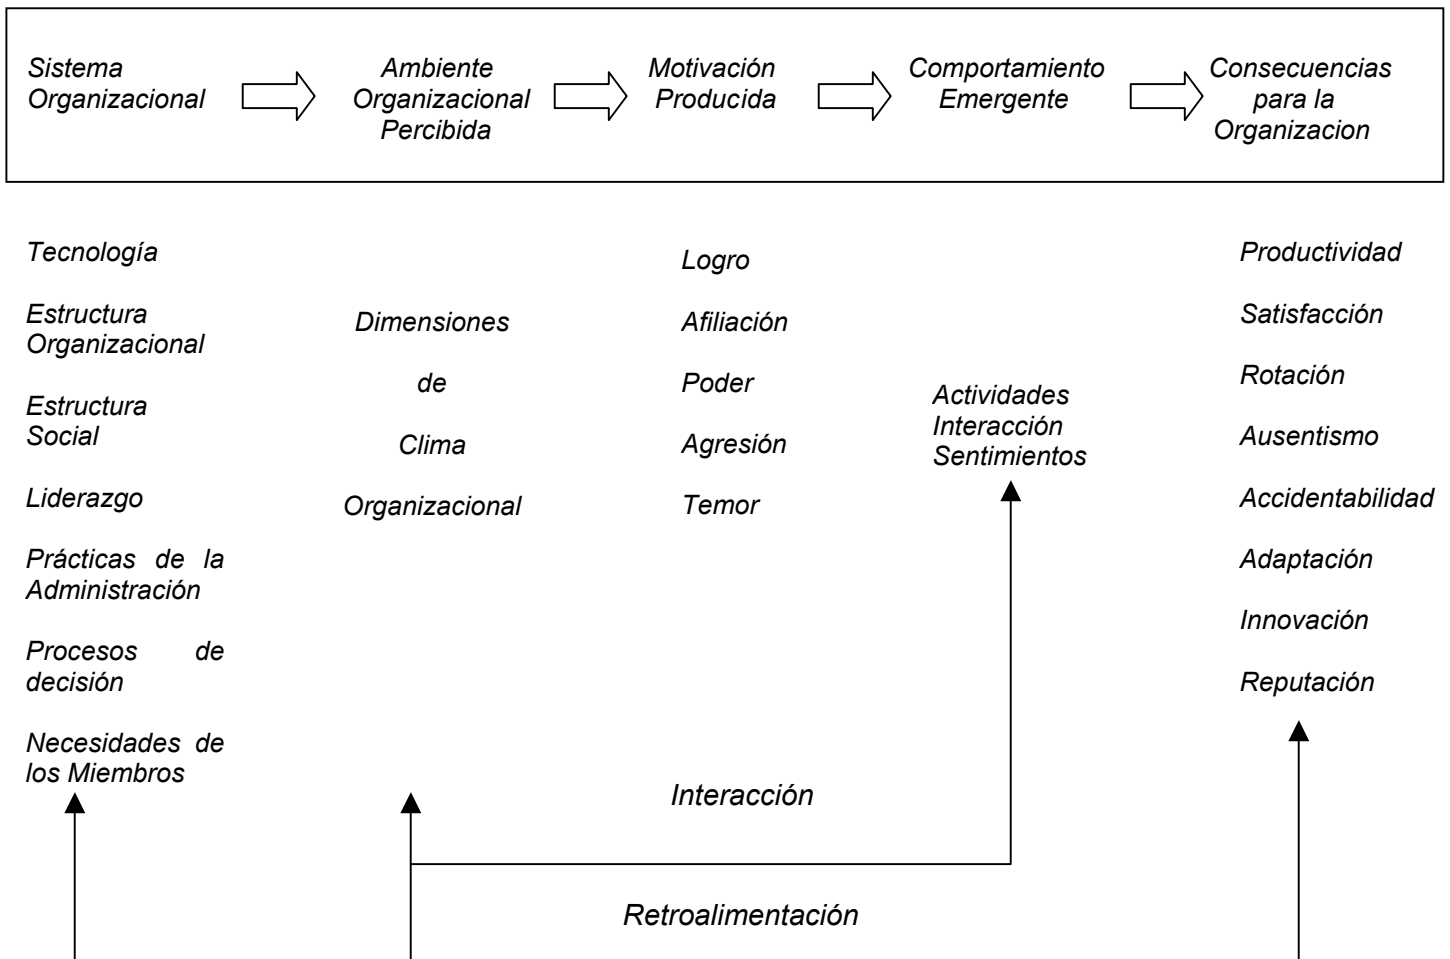 Sistema
Organizacional
Ambiente
Organizacional
Percibida
Motivación
Producida
Comportamiento
Emergente
Consecuencias
para la
Organizacion
Tecnología
Estructura
Organizacional
Estructura
Social
Liderazgo
Prácticas de la
Administración
Procesos de
decisión
Necesidades de
los Miembros
Dimensiones
de
Clima
Organizacional
Logro
Afiliación
Poder
Agresión
Temor
Actividades
Interacción
Sentimientos
Productividad
Satisfacción
Rotación
Ausentismo
Accidentabilidad
Adaptación
Innovación
Reputación
Interacción
Retroalimentación